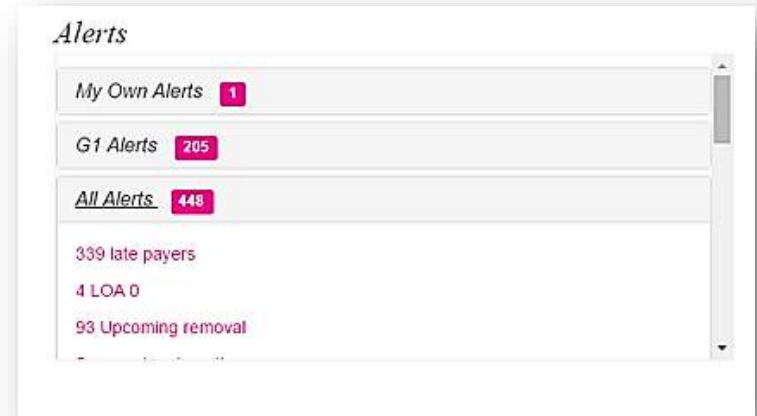 Alerts
My Own Alerts 1
G1 Alerts 205
All Alerts 448
339 late payers
4 LOA 0
93 Upcoming removal